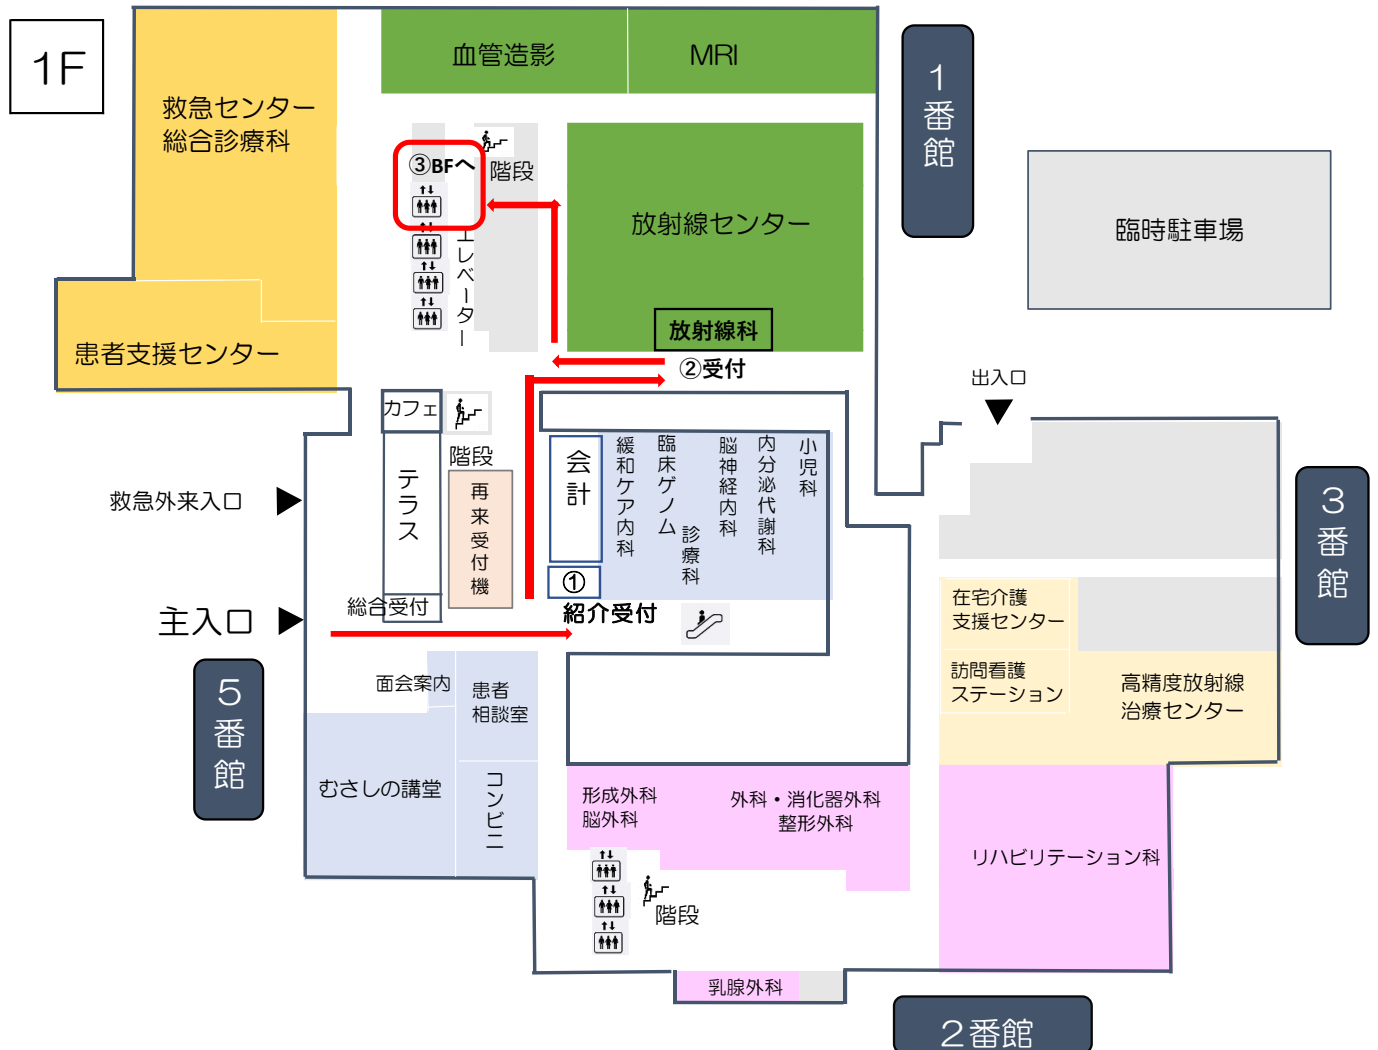 1F
血管造影
MRI
1番館
救急センター
総合診療科
③BFへ
階段
エレベーター
放射線センター
臨時駐車場
放射線科
②受付
患者支援センター
出入口
カフェ
階段
テラス
再来受付機
会計
緩和ケア内科
臨床ゲノム
診療科
脳神経内科
内分泌代謝科
小児科
救急外来入口
3番館
①
紹介受付
総合受付
主入口
在宅介護
支援センター
訪問看護
ステーション
高精度放射線
治療センター
5番館
面会案内
患者
相談室
むさしの講堂
コンビニ
形成外科
脳外科
外科・消化器外科
整形外科
リハビリテーション科
階段
乳腺外科
2番館